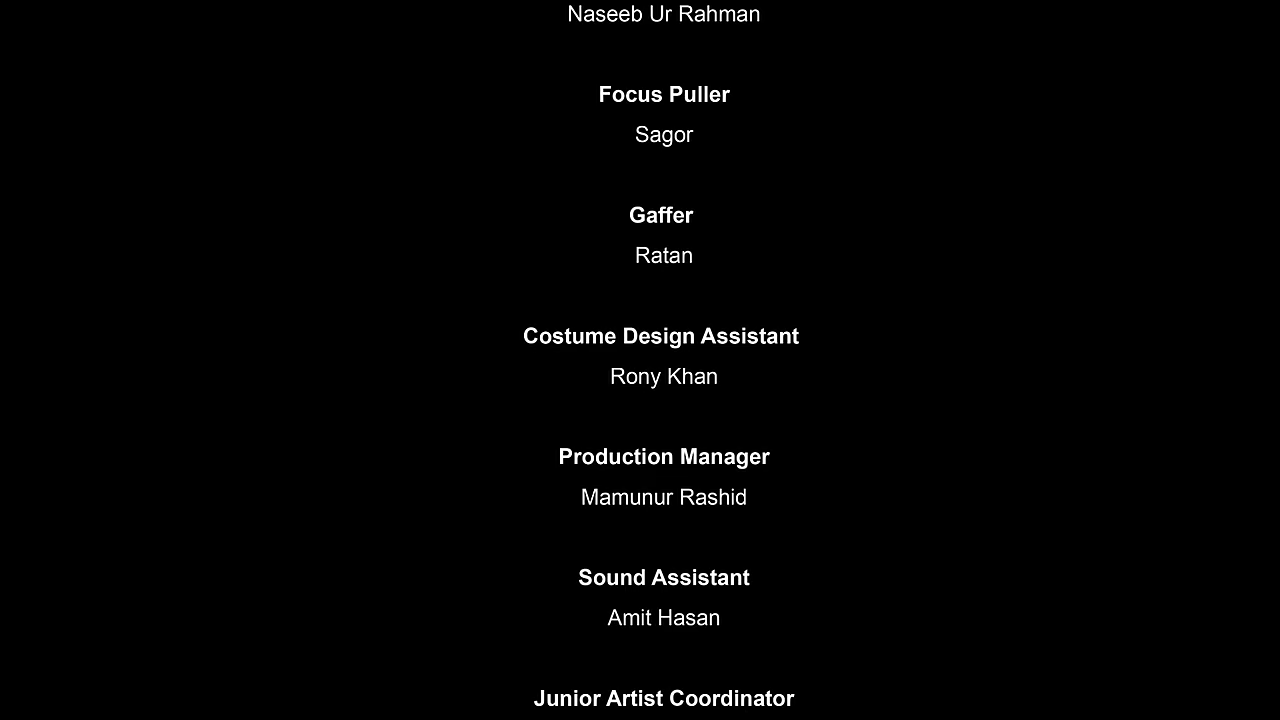 Naseeb Ur Rahman
Focus Puller
Sagor
Gaffer
Ratan
Costume Design Assistant
Rony Khan
Production Manager
Mamunur Rashid
Sound Assistant
Amit Hasan
Junior Artist Coordinator